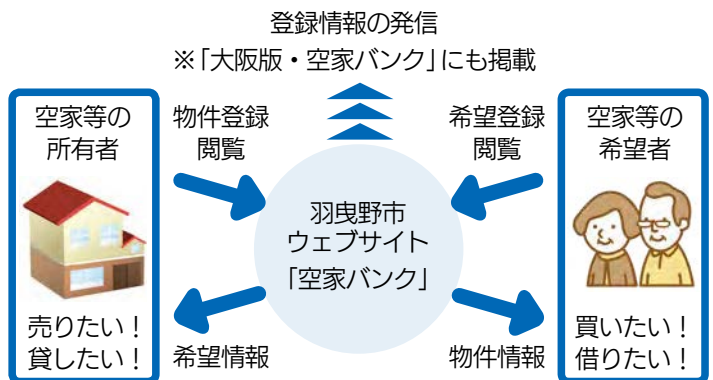 登録情報の発信
※「大阪版・空家バンク」にも掲載
空家等の
所有者
売りたい！
貸したい！
物件登録
閲覧
希望情報
羽曳野市
ウェブサイト
「空家バンク」
希望登録
閲覧
物件情報
空家等の
希望者
買いたい！
借りたい！